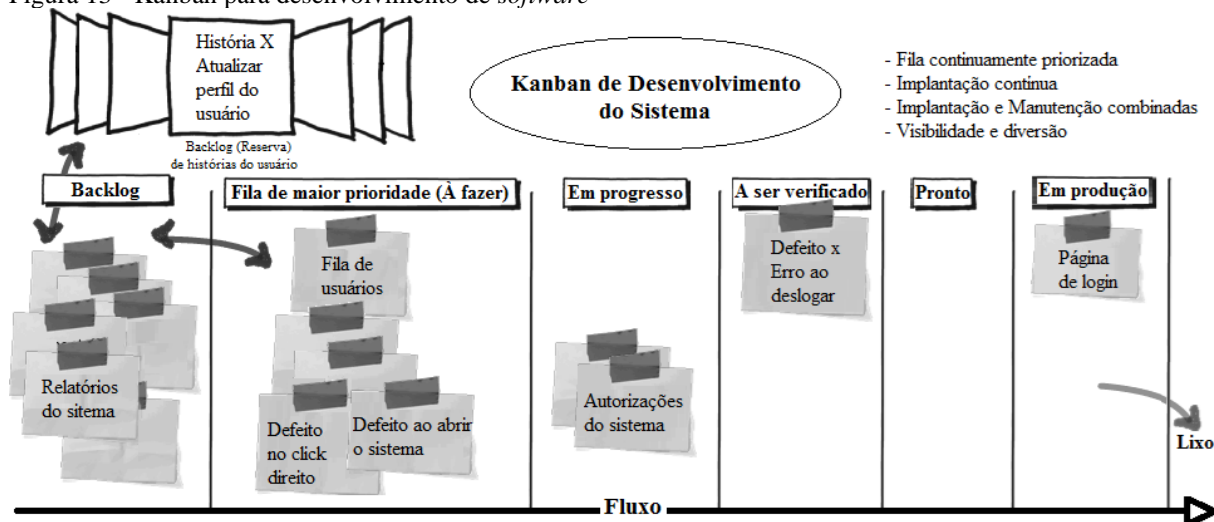 Figura 13 - Kanban para desenvolvimento de software
História X
Atualizar
perfil do
usuário
Backlog (Reserva)
de histórias do usuário
Kanban de Desenvolvimento
do Sistema
- Fila continuamente priorizada
- Implantação contínua
- Implantação e Manutenção combinadas
- Visibilidade e diversão
Backlog
Fila de maior prioridade (À fazer)
Em progresso
A ser verificado
Pronto
Em produção
Relatórios
do sitema
Fila de
usuários
Defeito
no click
direito
Defeito ao abrir
o sistema
Autorizações
do sistema
Defeito x
Erro ao
deslogar
Página
de login
Lixo
Fluxo